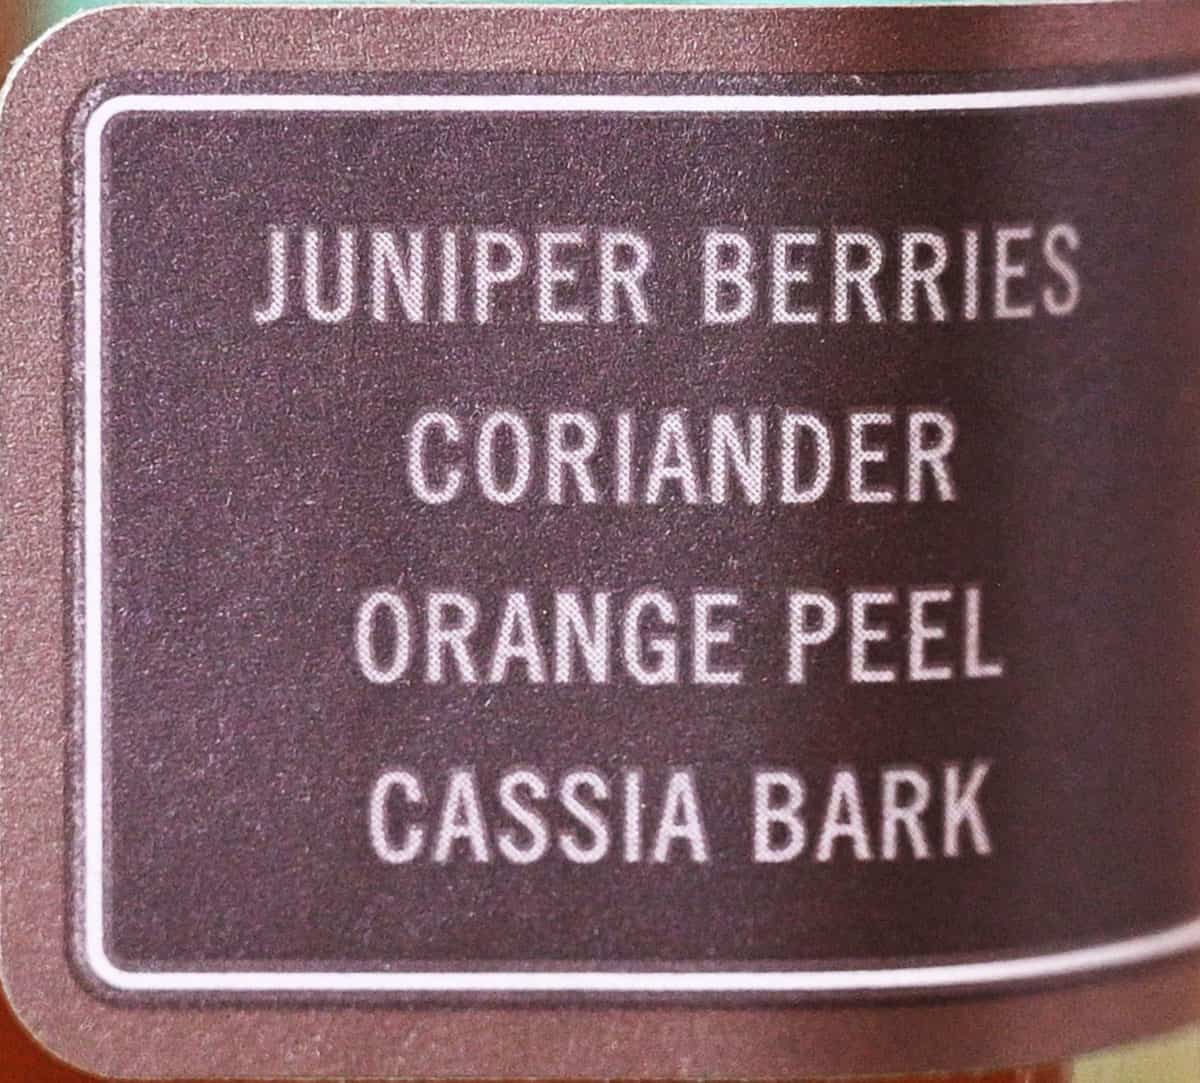 JUNIPER BERRIES
CORIANDER
ORANGE PEEL
CASSIA BARK